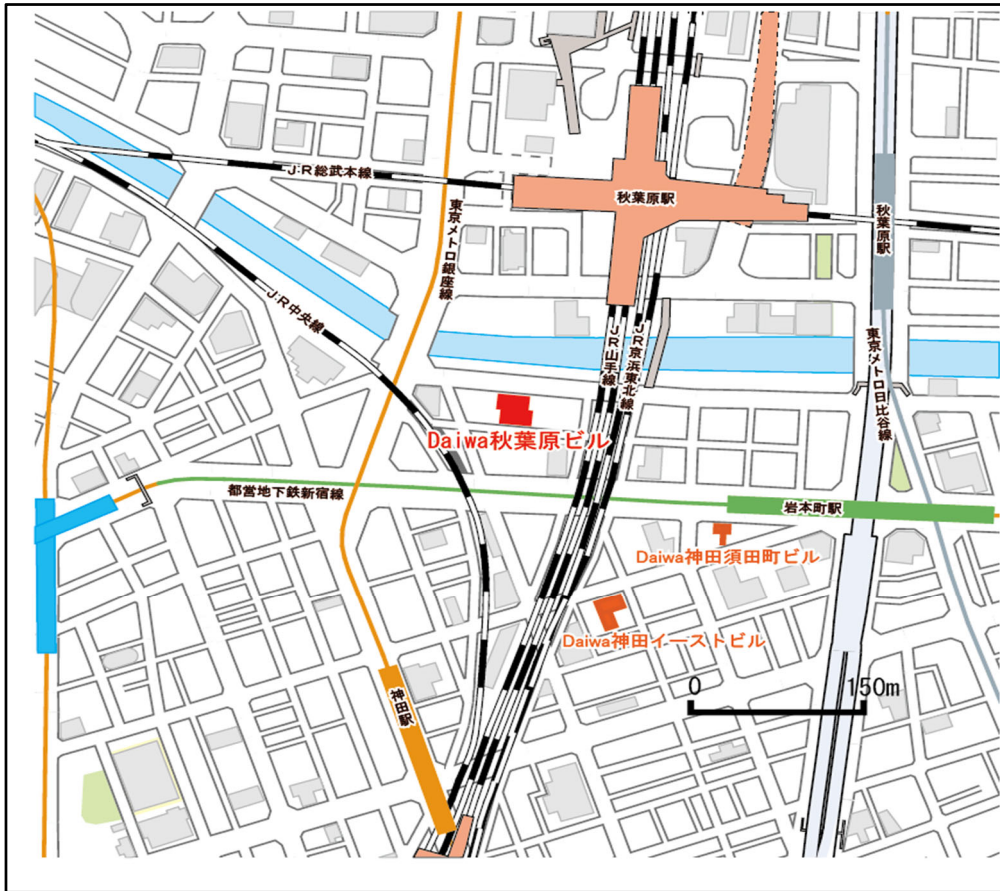 JR総武本線
秋葉原駅
東京メトロ銀座線
秋葉原駅
JR中央線
JR山手線
JR京浜東北線
東京メトロ日比谷線
Daiwa秋葉原ビル
都営地下鉄新宿線
岩本町駅
Daiwa神田須田町ビル
Daiwa神田イーストビル
神田駅
0 150m